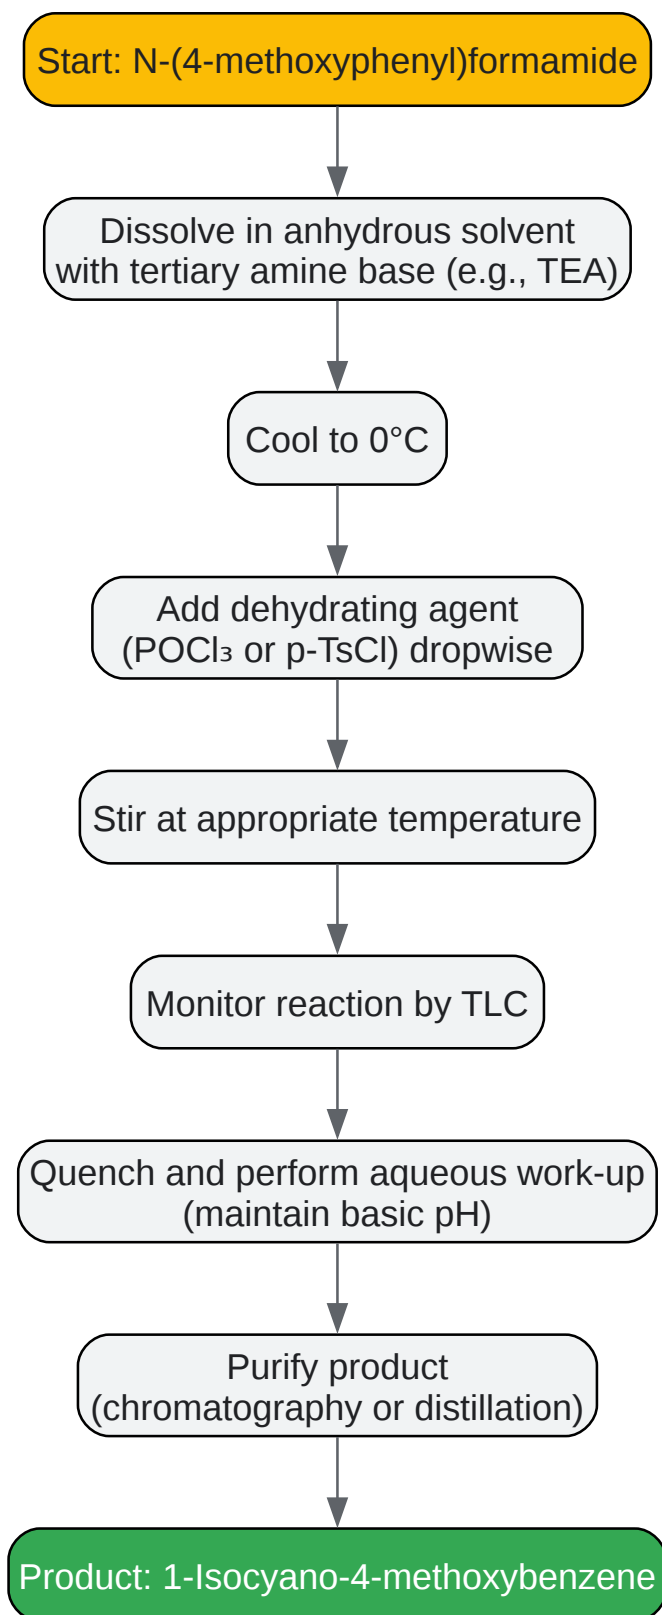 Start: N-(4-methoxyphenyl)formamide
Dissolve in anhydrous solvent
with tertiary amine base (e.g., TEA)
Cool to 0°C
Add dehydrating agent
(POCl₃ or p-TsCl) dropwise
Stir at appropriate temperature
Monitor reaction by TLC
Quench and perform aqueous work-up
(maintain basic pH)
Purify product
(chromatography or distillation)
Product: 1-Isocyano-4-methoxybenzene